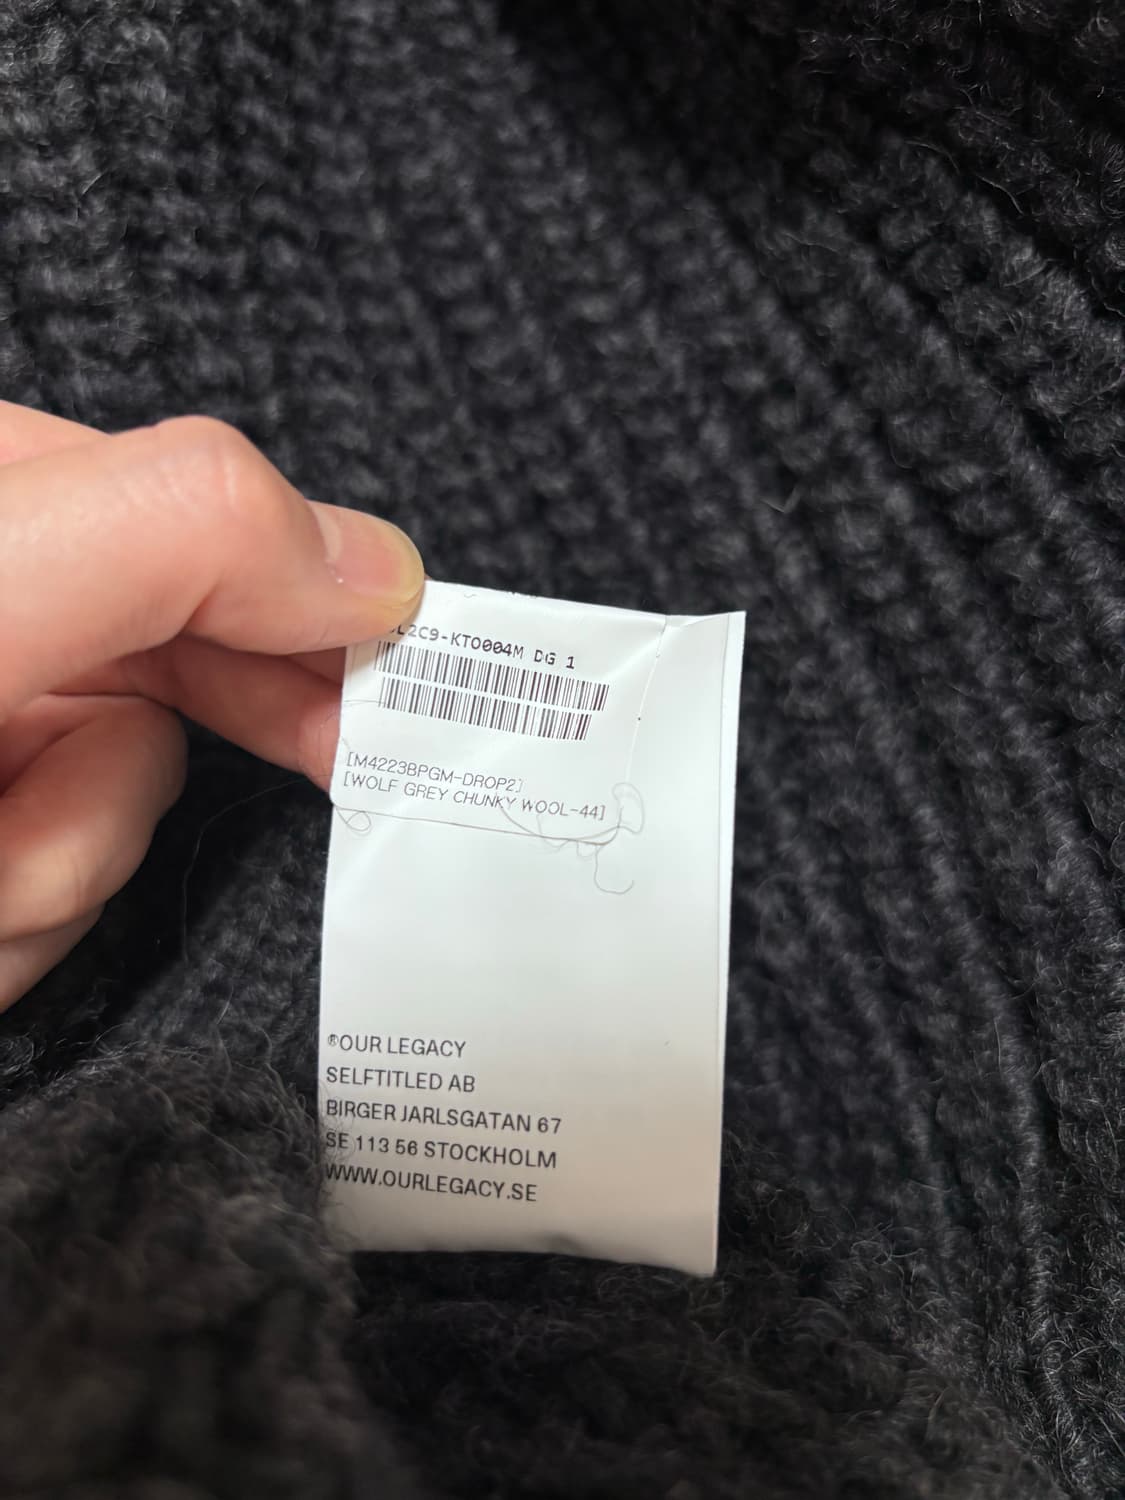 L2C9-KT0004M DG 1
[M4223BPGM-DROP2]
[WOLF GREY CHUNKY WOOL-44]
®OUR LEGACY
SELFTITLED AB
BIRGER JARLSGATAN 67
SE 113 56 STOCKHOLM
WWW.OURLEGACY.SE